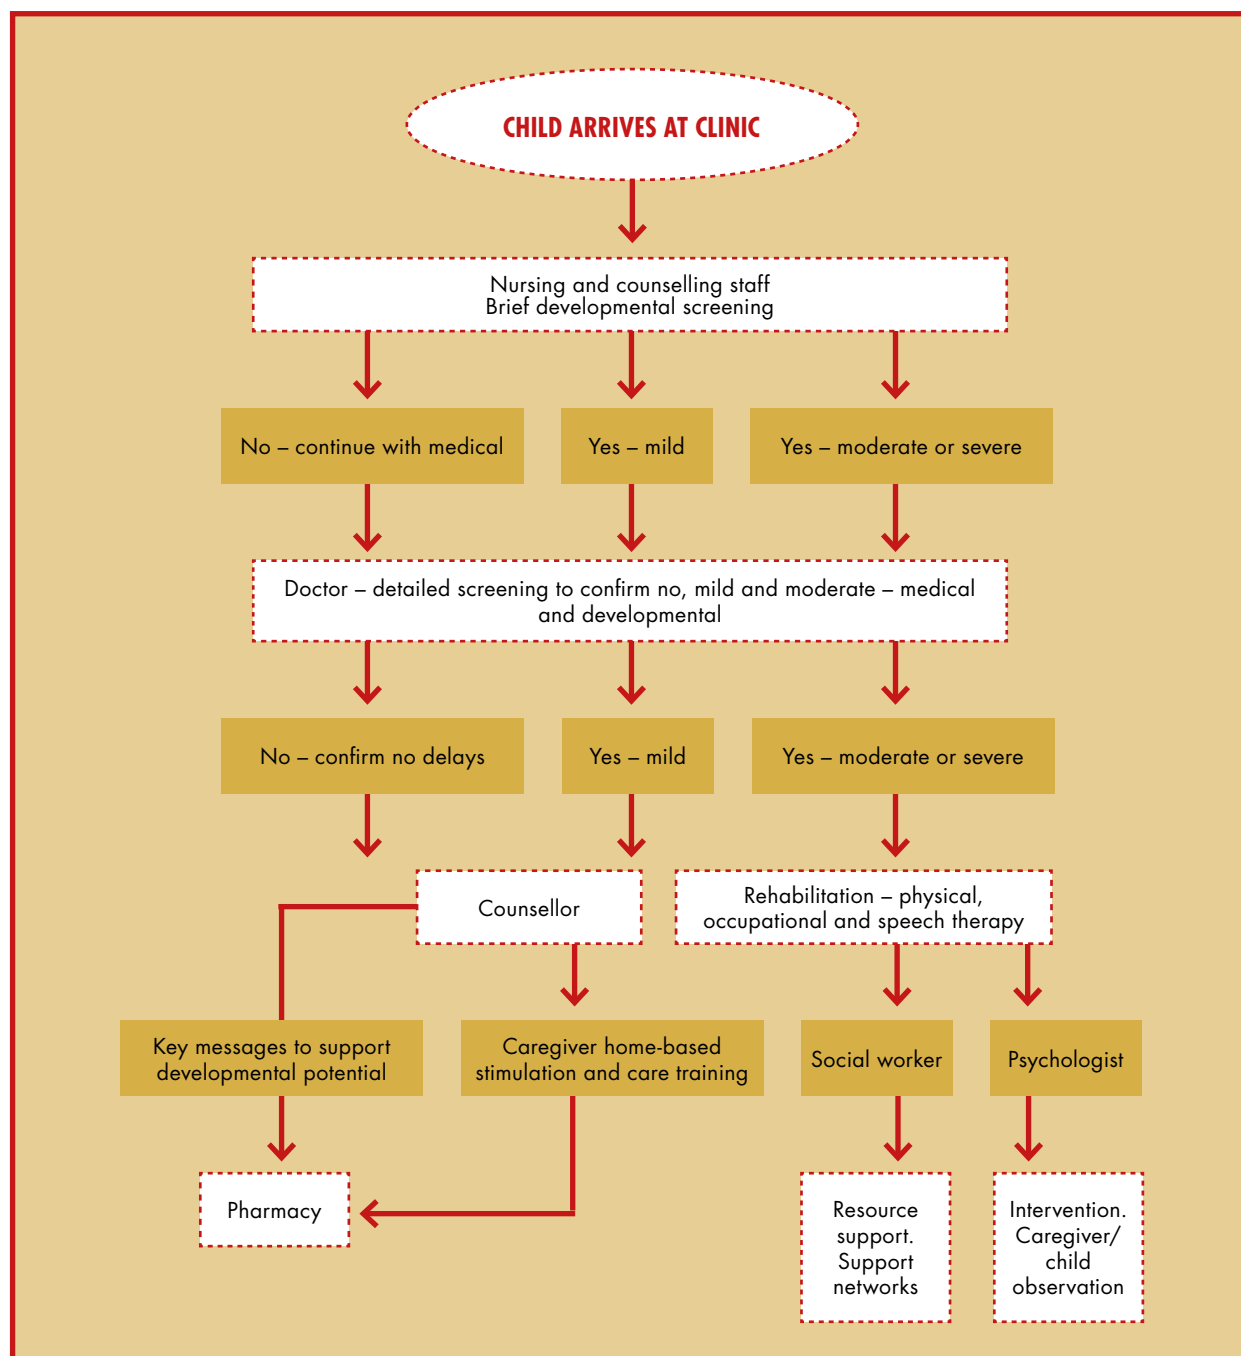 CHILD ARRIVES AT CLINIC
Nursing and counselling staff
Brief developmental screening
No – continue with medical
Yes – mild
Yes – moderate or severe
Doctor – detailed screening to confirm no, mild and moderate – medical
and developmental
No – confirm no delays
Yes – mild
Yes – moderate or severe
Counsellor
Rehabilitation – physical,
occupational and speech therapy
Key messages to support
developmental potential
Caregiver home-based
stimulation and care training
Social worker
Psychologist
Pharmacy
Resource
support.
Support
networks
Intervention.
Caregiver/
child
observation